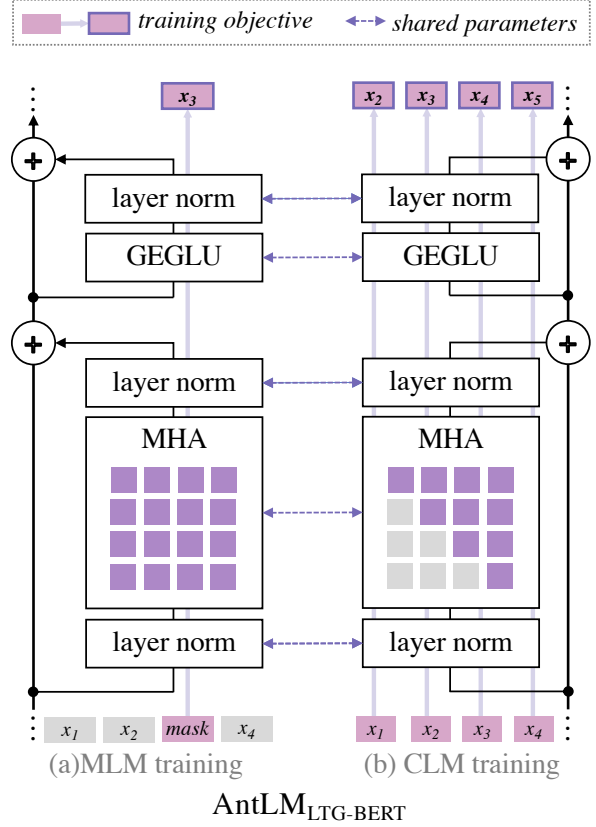 training objective shared parameters
⋮ x3 x2 x3 x4 x5 ⋮
+ +
layer norm layer norm
GEGLU GEGLU
+ +
layer norm layer norm
MHA MHA
layer norm layer norm
x1 x2 mask x4 x1 x2 x3 x4
(a)MLM training (b) CLM training
AntLM LTG-BERT